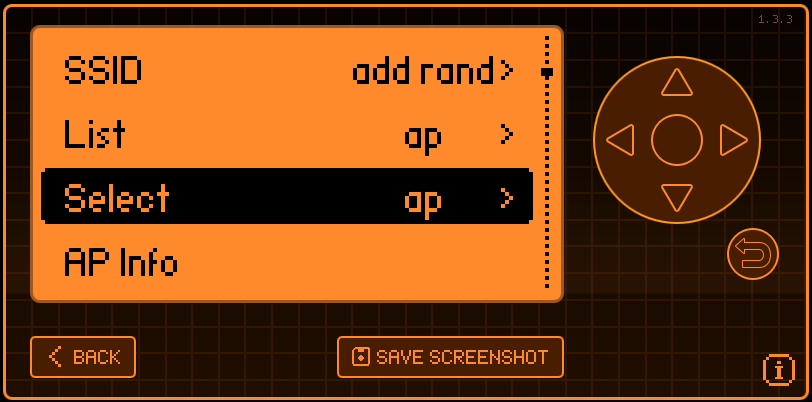 1.3.3
SSID add rand >
List ap >
Select ap >
AP Info
BACK
SAVE SCREENSHOT
i